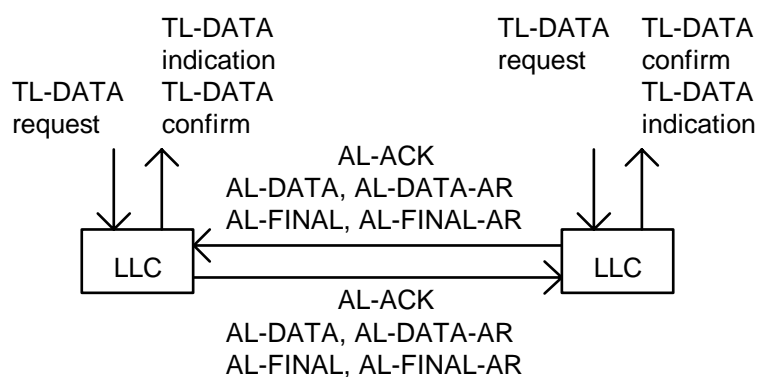 TL-DATA
indication
TL-DATA
confirm
TL-DATA
request
TL-DATA
request
TL-DATA
confirm
TL-DATA
indication
AL-ACK
AL-DATA, AL-DATA-AR
AL-FINAL, AL-FINAL-AR
LLC
LLC
AL-ACK
AL-DATA, AL-DATA-AR
AL-FINAL, AL-FINAL-AR